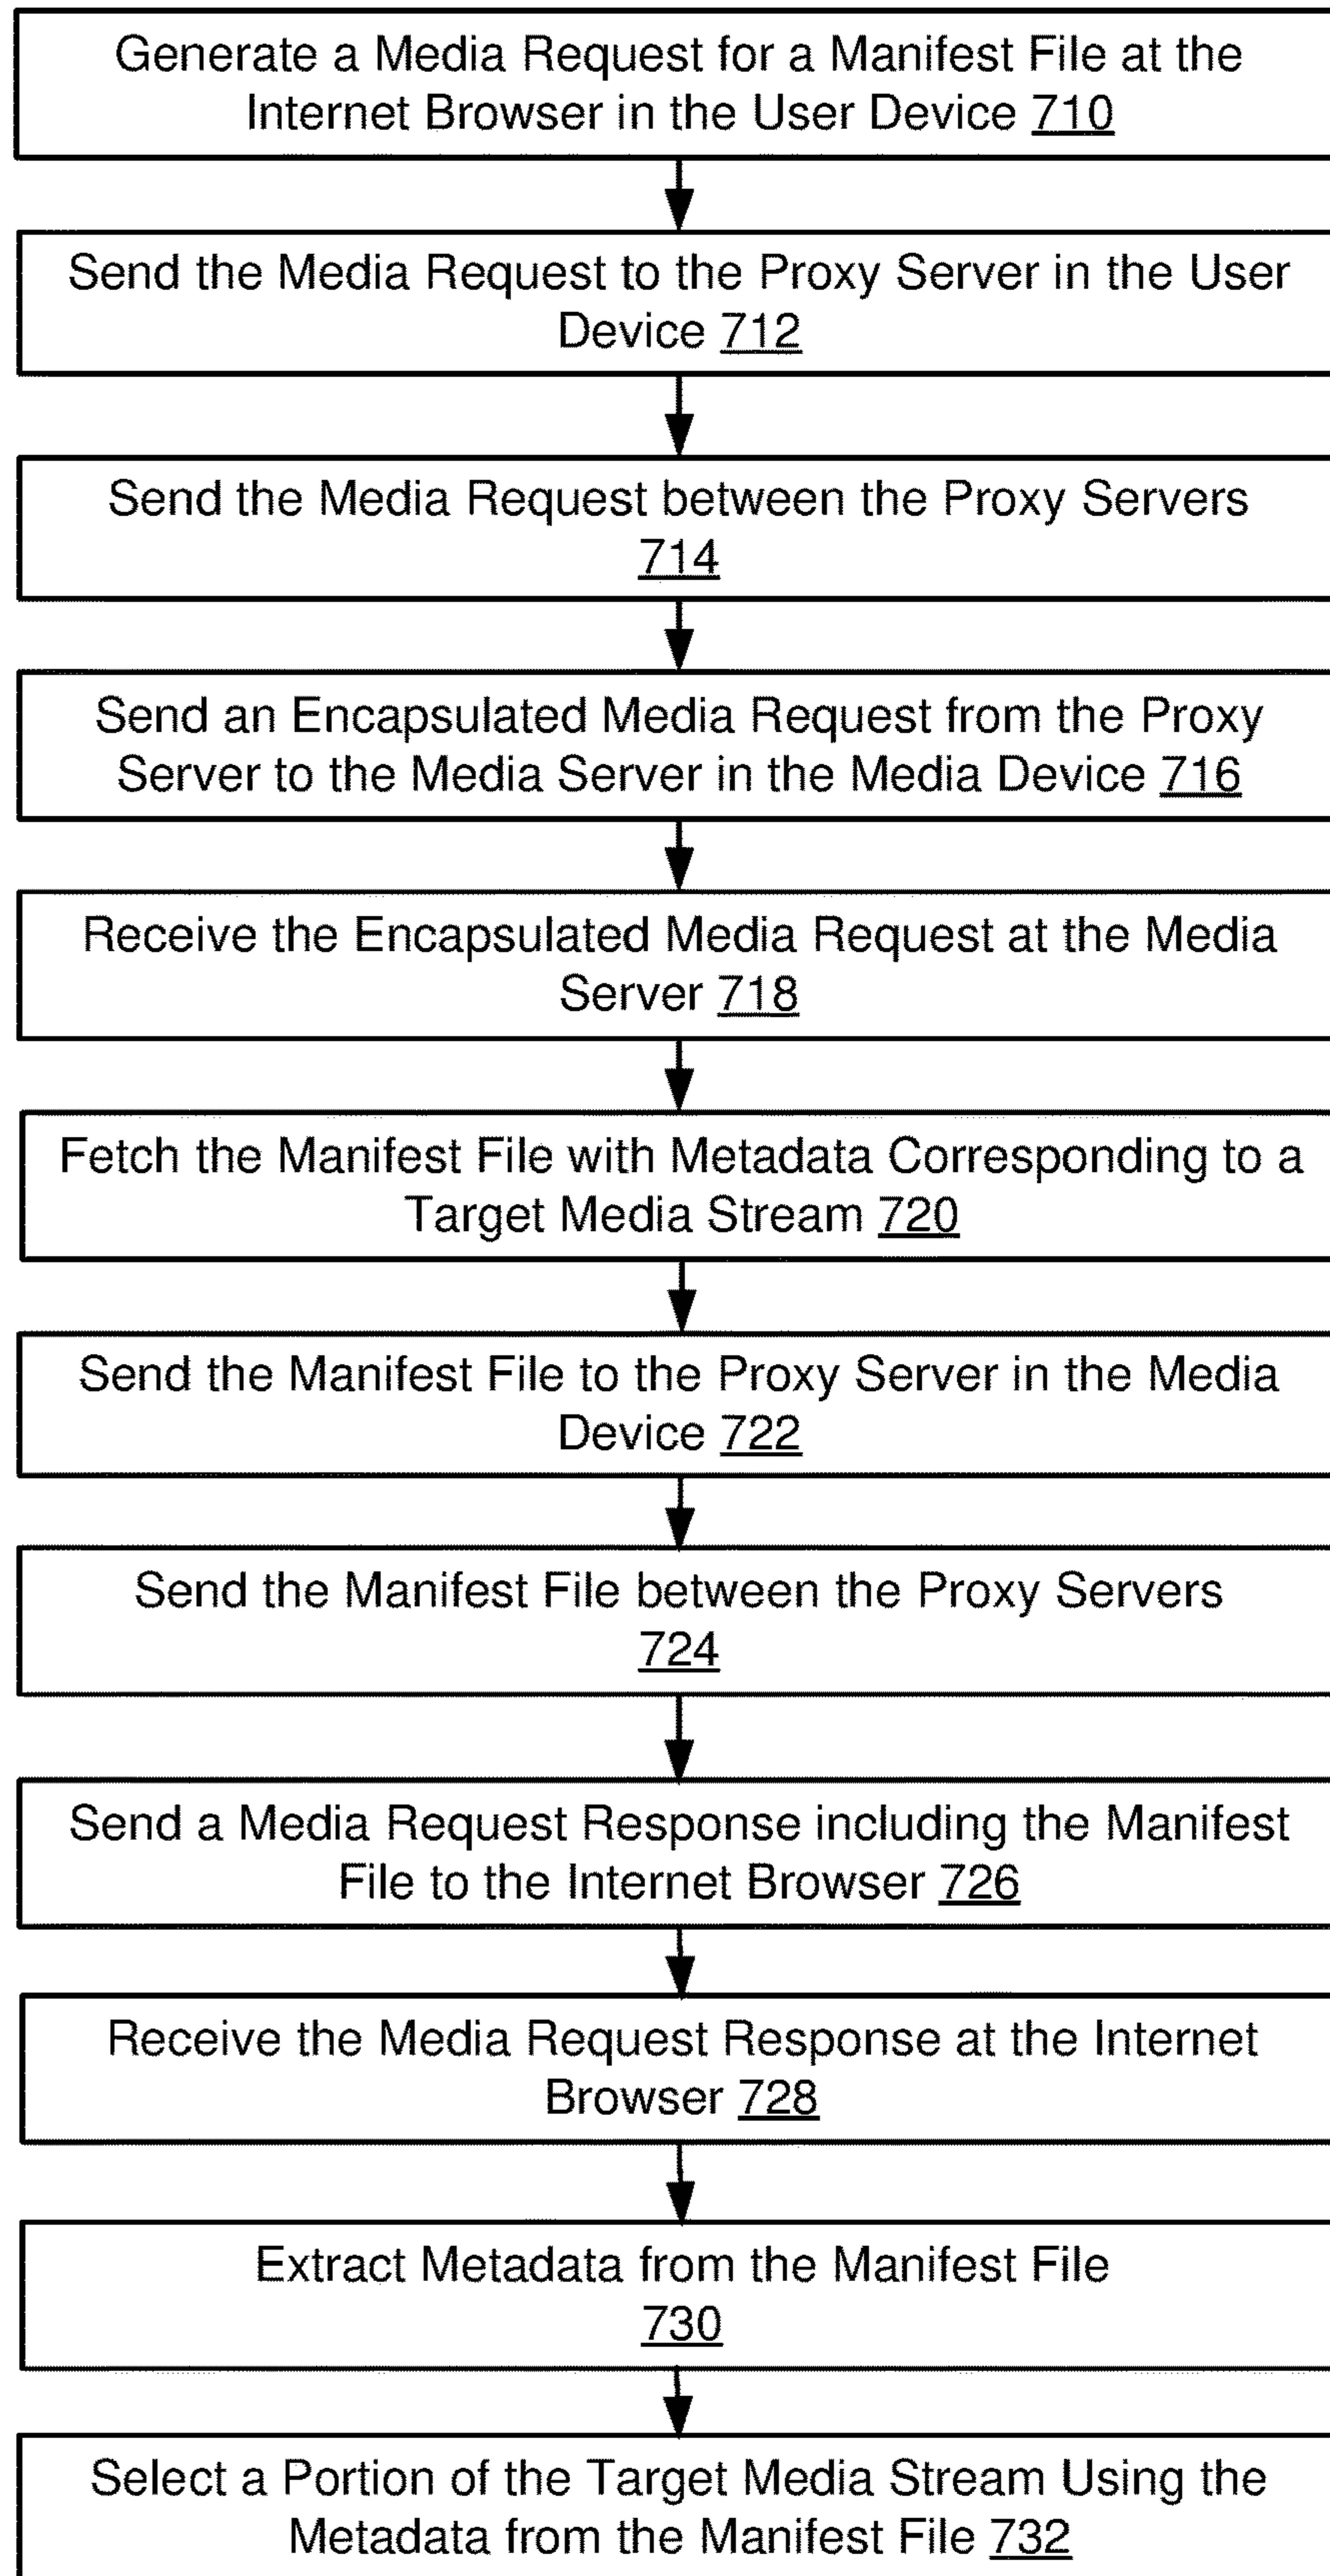 Generate a Media Request for a Manifest File at the
Internet Browser in the User Device 710
Send the Media Request to the Proxy Server in the User
Device 712
Send the Media Request between the Proxy Servers
714
Send an Encapsulated Media Request from the Proxy
Server to the Media Server in the Media Device 716
Receive the Encapsulated Media Request at the Media
Server 718
Fetch the Manifest File with Metadata Corresponding to a
Target Media Stream 720
Send the Manifest File to the Proxy Server in the Media
Device 722
Send the Manifest File between the Proxy Servers
724
Send a Media Request Response including the Manifest
File to the Internet Browser 726
Receive the Media Request Response at the Internet
Browser 728
Extract Metadata from the Manifest File
730
Select a Portion of the Target Media Stream Using the
Metadata from the Manifest File 732